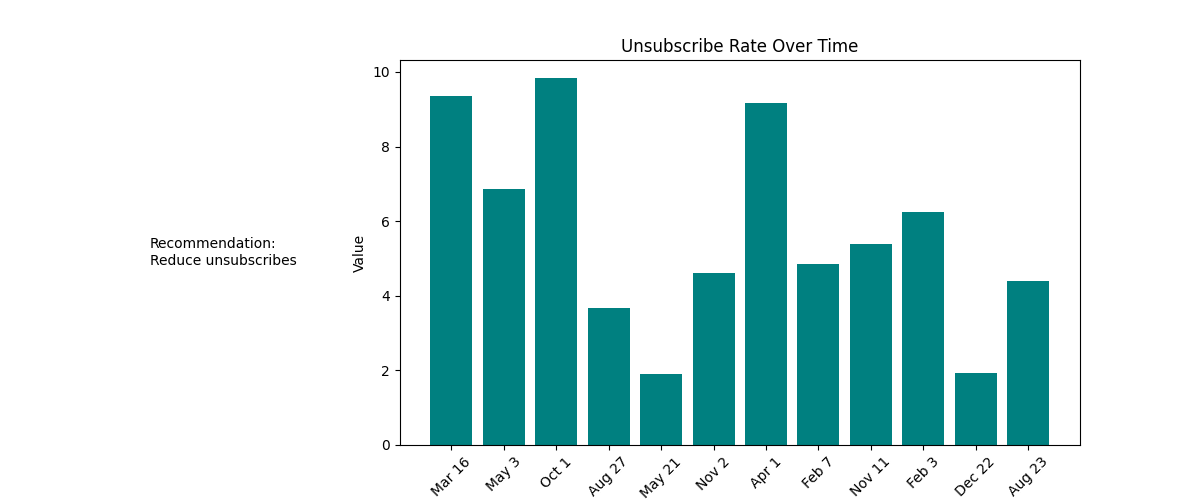 Unsubscribe Rate Over Time
Recommendation:
Reduce unsubscribes
Value
10
8
6
4
2
0
Mar 16
May 3
Oct 1
Aug 27
May 21
Nov 2
Apr 1
Feb 7
Nov 11
Feb 3
Dec 22
Aug 23